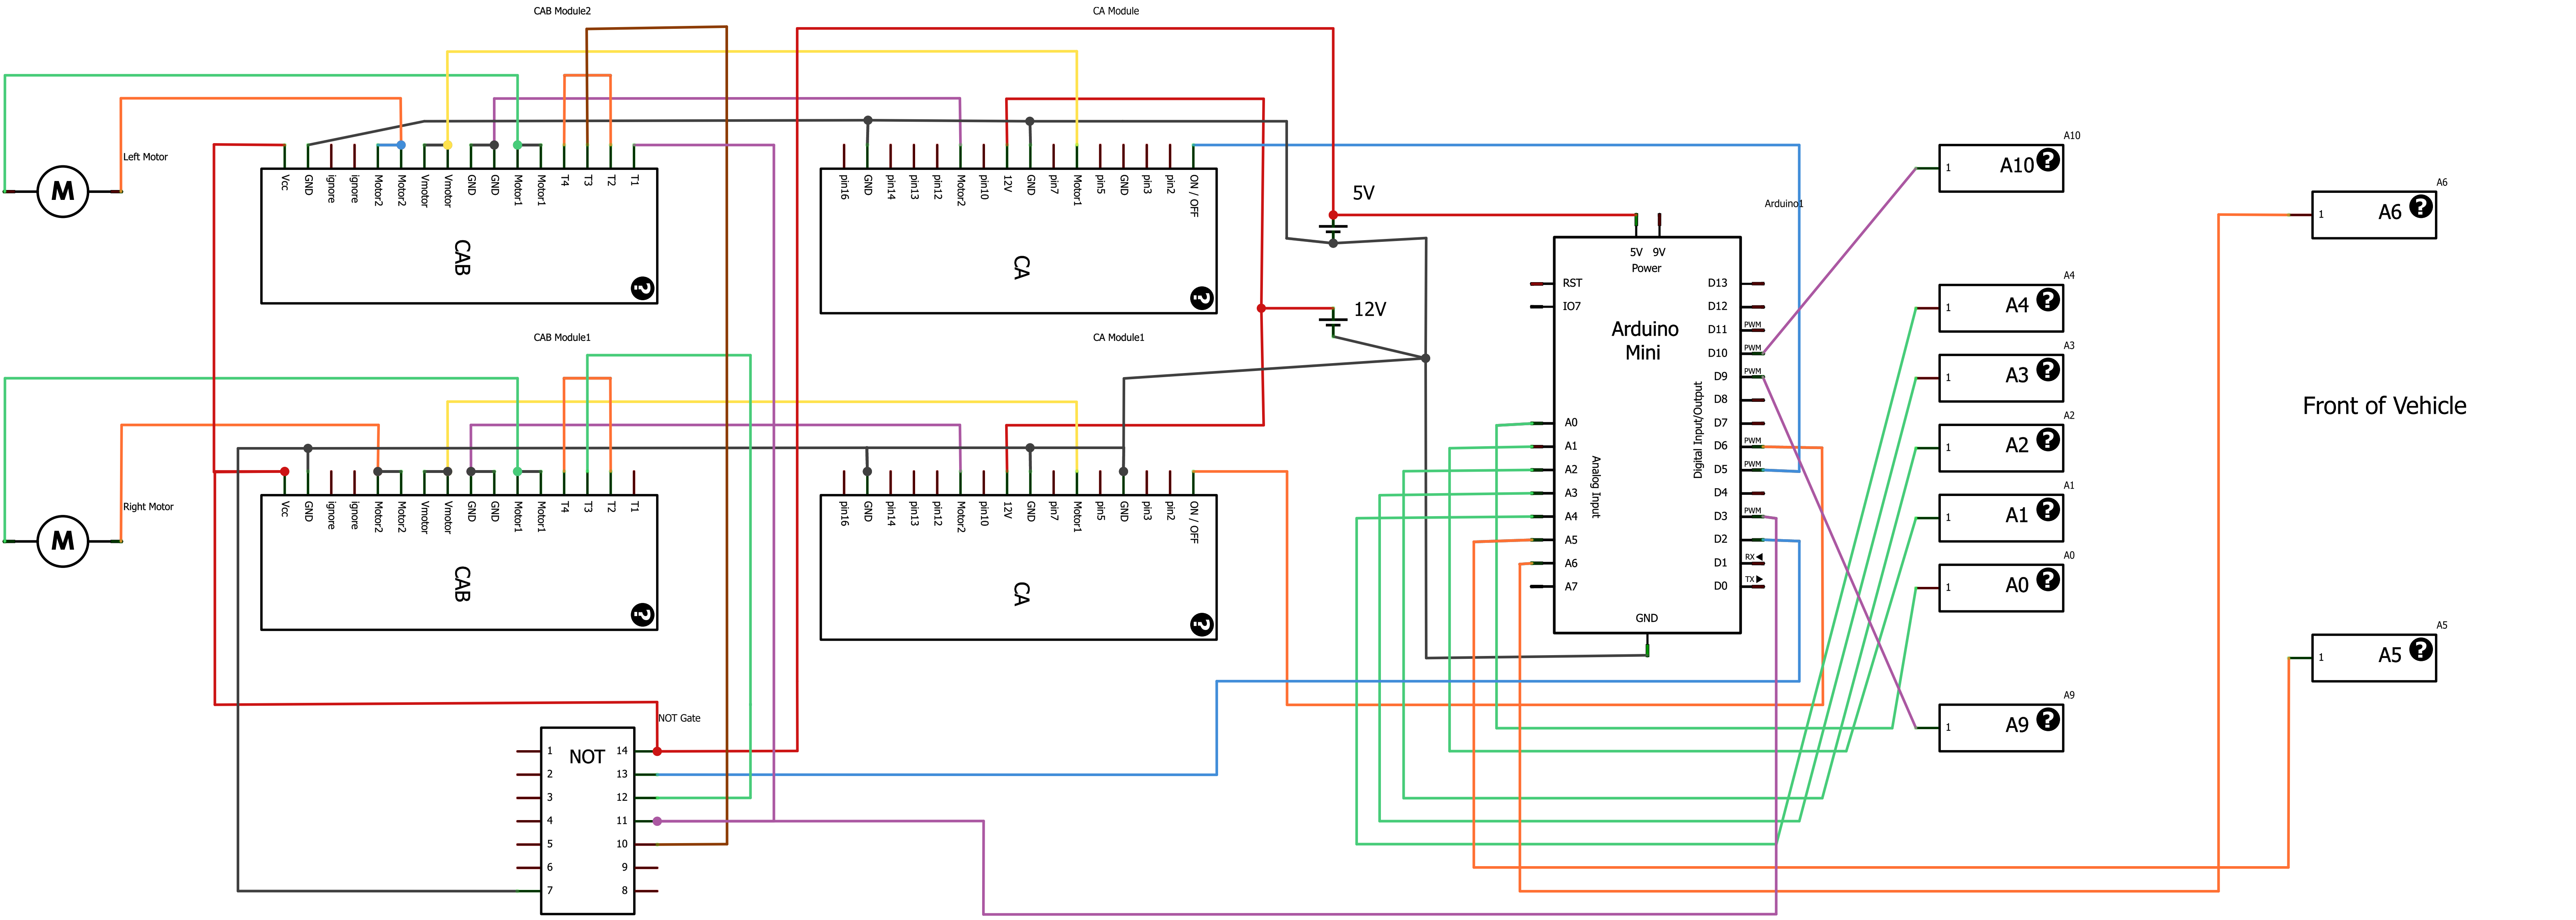 CAB Module2
CA Module
Left Motor
M
Vcc
GND
ignore
ignore
Motor2
Motor2
Vmotor
Vmotor
GND
GND
Motor1
Motor1
T4
T3
T2
T1
CAB
?
pin16
GND
pin14
pin13
pin12
Motor2
pin10
12V
GND
pin7
Motor1
pin5
GND
pin3
pin2
ON / OFF
CA
?
5V
12V
CAB Module1
CA Module1
Right Motor
M
Vcc
GND
ignore
ignore
Motor2
Motor2
Vmotor
Vmotor
GND
GND
Motor1
Motor1
T4
T3
T2
T1
CAB
?
pin16
GND
pin14
pin13
pin12
Motor2
pin10
12V
GND
pin7
Motor1
pin5
GND
pin3
pin2
ON / OFF
CA
?
NOT Gate
NOT
1
2
3
4
5
6
7
14
13
12
11
10
9
8
Arduino1
5V 9V
Power
RST
IO7
Arduino
Mini
A0
A1
A2
A3
A4
A5
A6
A7
Analog Input
Digital Input/Output
D13
D12
D11 PWM
D10 PWM
D9 PWM
D8
D7
D6 PWM
D5 PWM
D4
D3 PWM
D2
D1 RX
D0 TX
GND
A10
1 A10 ?
A4
1 A4 ?
A3
1 A3 ?
A2
1 A2 ?
A1
1 A1 ?
A0
1 A0 ?
A9
1 A9 ?
A6
1 A6 ?
Front of Vehicle
A5
1 A5 ?